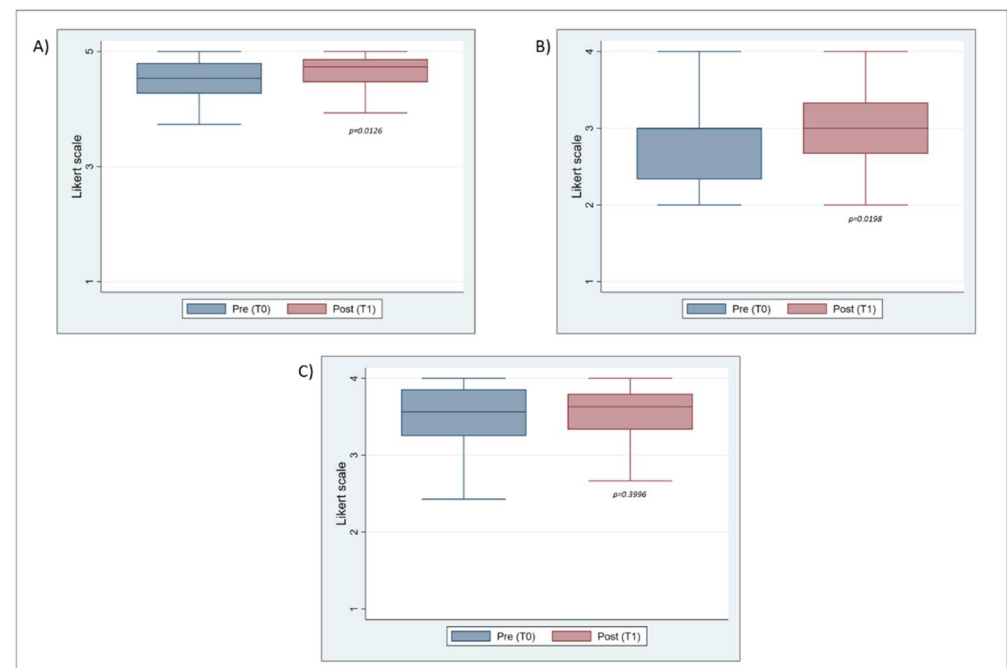 A)
5
3
1
Likert scale
p=0.0126
Pre (T0) Post (T1)
B)
4
3
2
1
Likert scale
p=0.0198
Pre (T0) Post (T1)
C)
4
3
2
1
Likert scale
p=0.3996
Pre (T0) Post (T1)